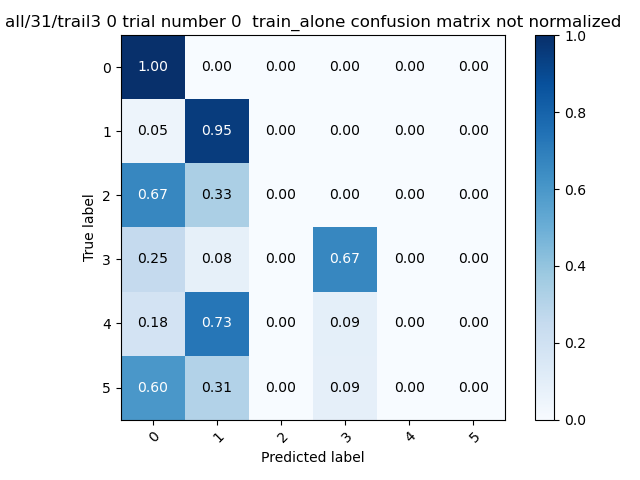 all/31/trail3 0 trial number 0  train_alone confusion matrix not normalized
0 1.00 0.00 0.00 0.00 0.00 0.00
1 0.05 0.95 0.00 0.00 0.00 0.00
2 0.67 0.33 0.00 0.00 0.00 0.00
3 0.25 0.08 0.00 0.67 0.00 0.00
4 0.18 0.73 0.00 0.09 0.00 0.00
5 0.60 0.31 0.00 0.09 0.00 0.00
0 1 2 3 4 5
True label
Predicted label
1.0
0.8
0.6
0.4
0.2
0.0